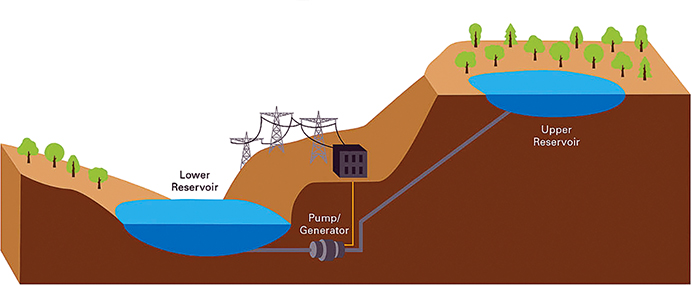 Lower
Reservoir
Pump/
Generator
Upper
Reservoir